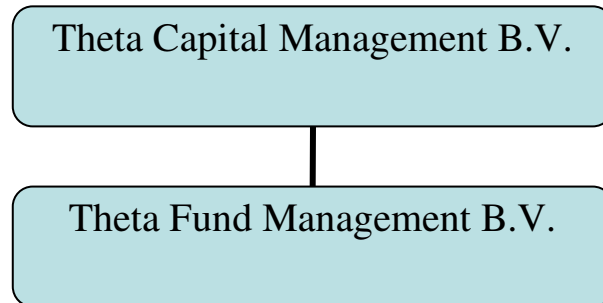 Theta Capital Management B.V.
Theta Fund Management B.V.